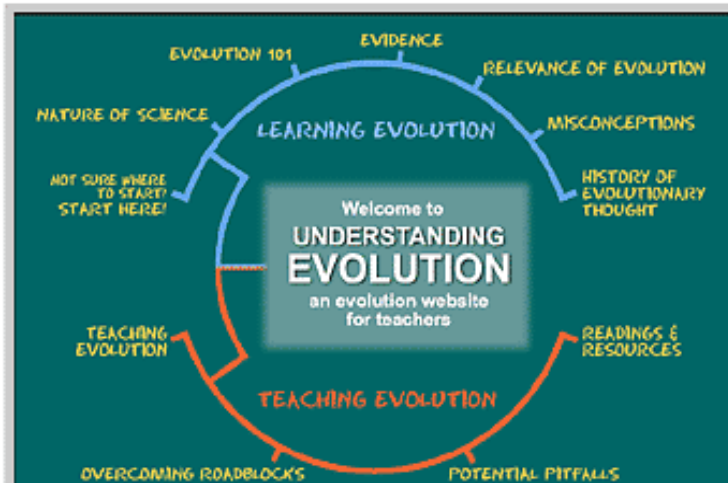 EVIDENCE
EVOLUTION 101
RELEVANCE OF EVOLUTION
NATURE OF SCIENCE
LEARNING EVOLUTION
MISCONCEPTIONS
NOT SURE WHERE
TO START?
START HERE!
HISTORY OF
EVOLUTIONARY
THOUGHT
Welcome to
UNDERSTANDING
EVOLUTION
an evolution website
for teachers
TEACHING
EVOLUTION
READINGS &
RESOURCES
TEACHING EVOLUTION
OVERCOMING ROADBLOCKS
POTENTIAL PITFALLS